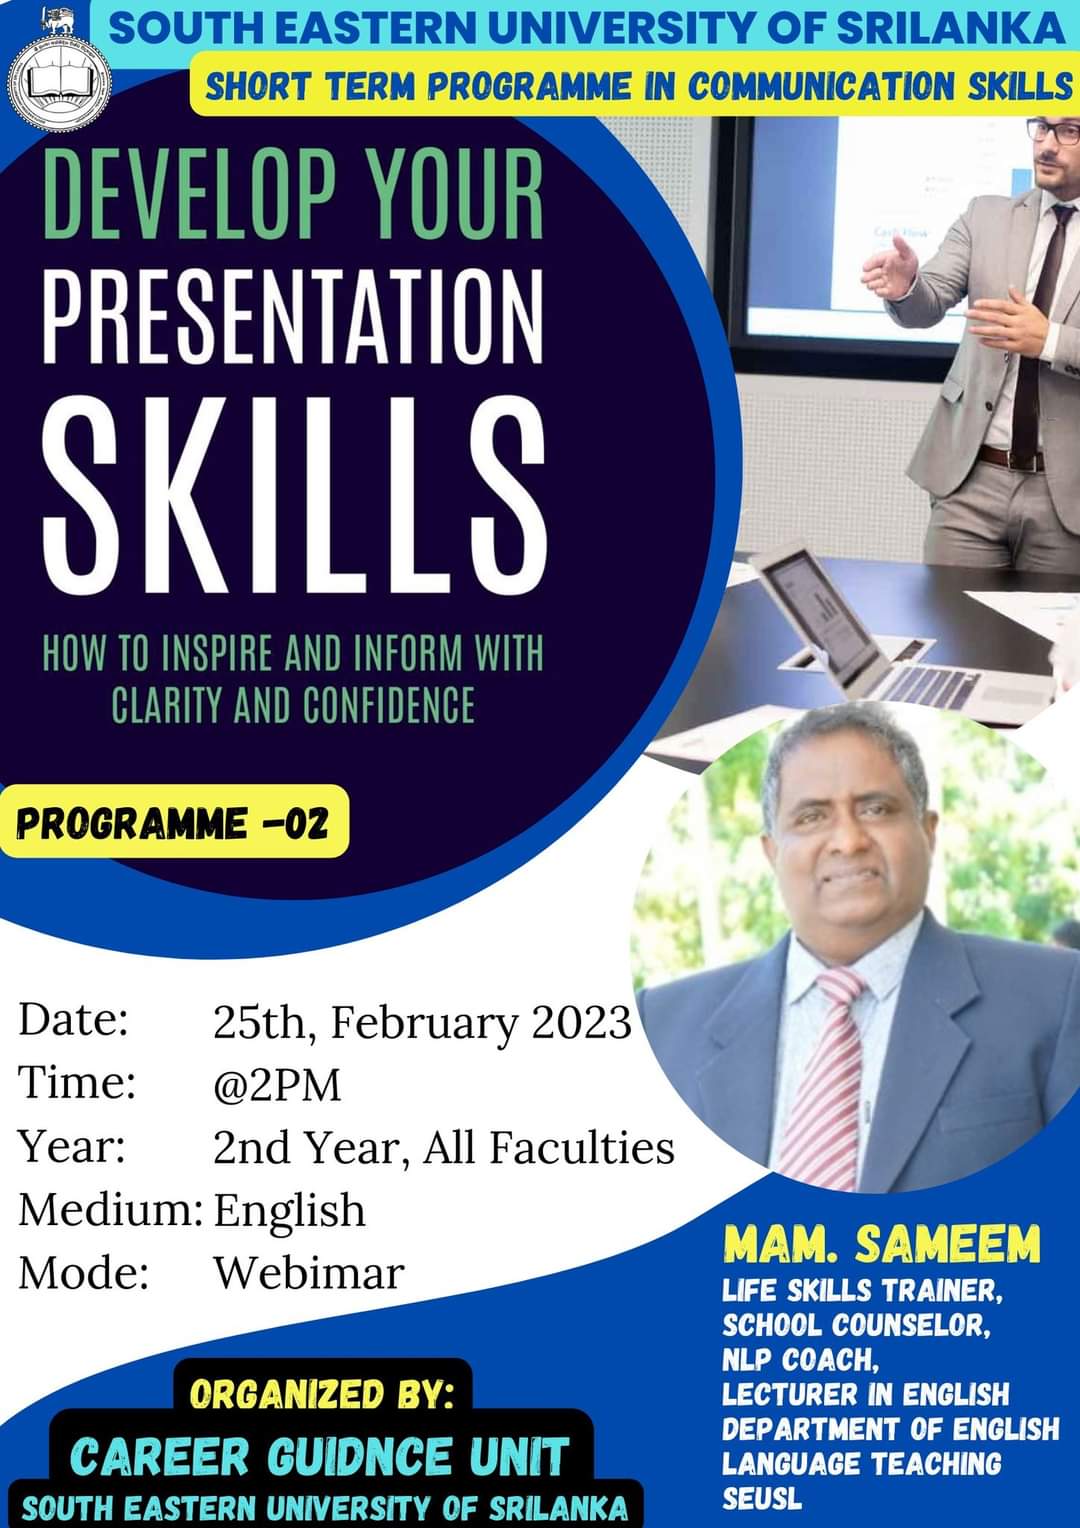 SOUTH EASTERN UNIVERSITY OF SRILANKA
SHORT TERM PROGRAMME IN COMMUNICATION SKILLS
DEVELOP YOUR
PRESENTATION
SKILLS
HOW TO INSPIRE AND INFORM WITH
CLARITY AND CONFIDENCE
Cash Flow
PROGRAMME -02
Date: 25th, February 2023
Time: @2PM
Year: 2nd Year, All Faculties
Medium: English
Mode: Webimar
MAM. SAMEEM
LIFE SKILLS TRAINER,
SCHOOL COUNSELOR,
NLP COACH,
LECTURER IN ENGLISH
DEPARTMENT OF ENGLISH
LANGUAGE TEACHING
SEUSL
ORGANIZED BY:
CAREER GUIDNCE UNIT
SOUTH EASTERN UNIVERSITY OF SRILANKA